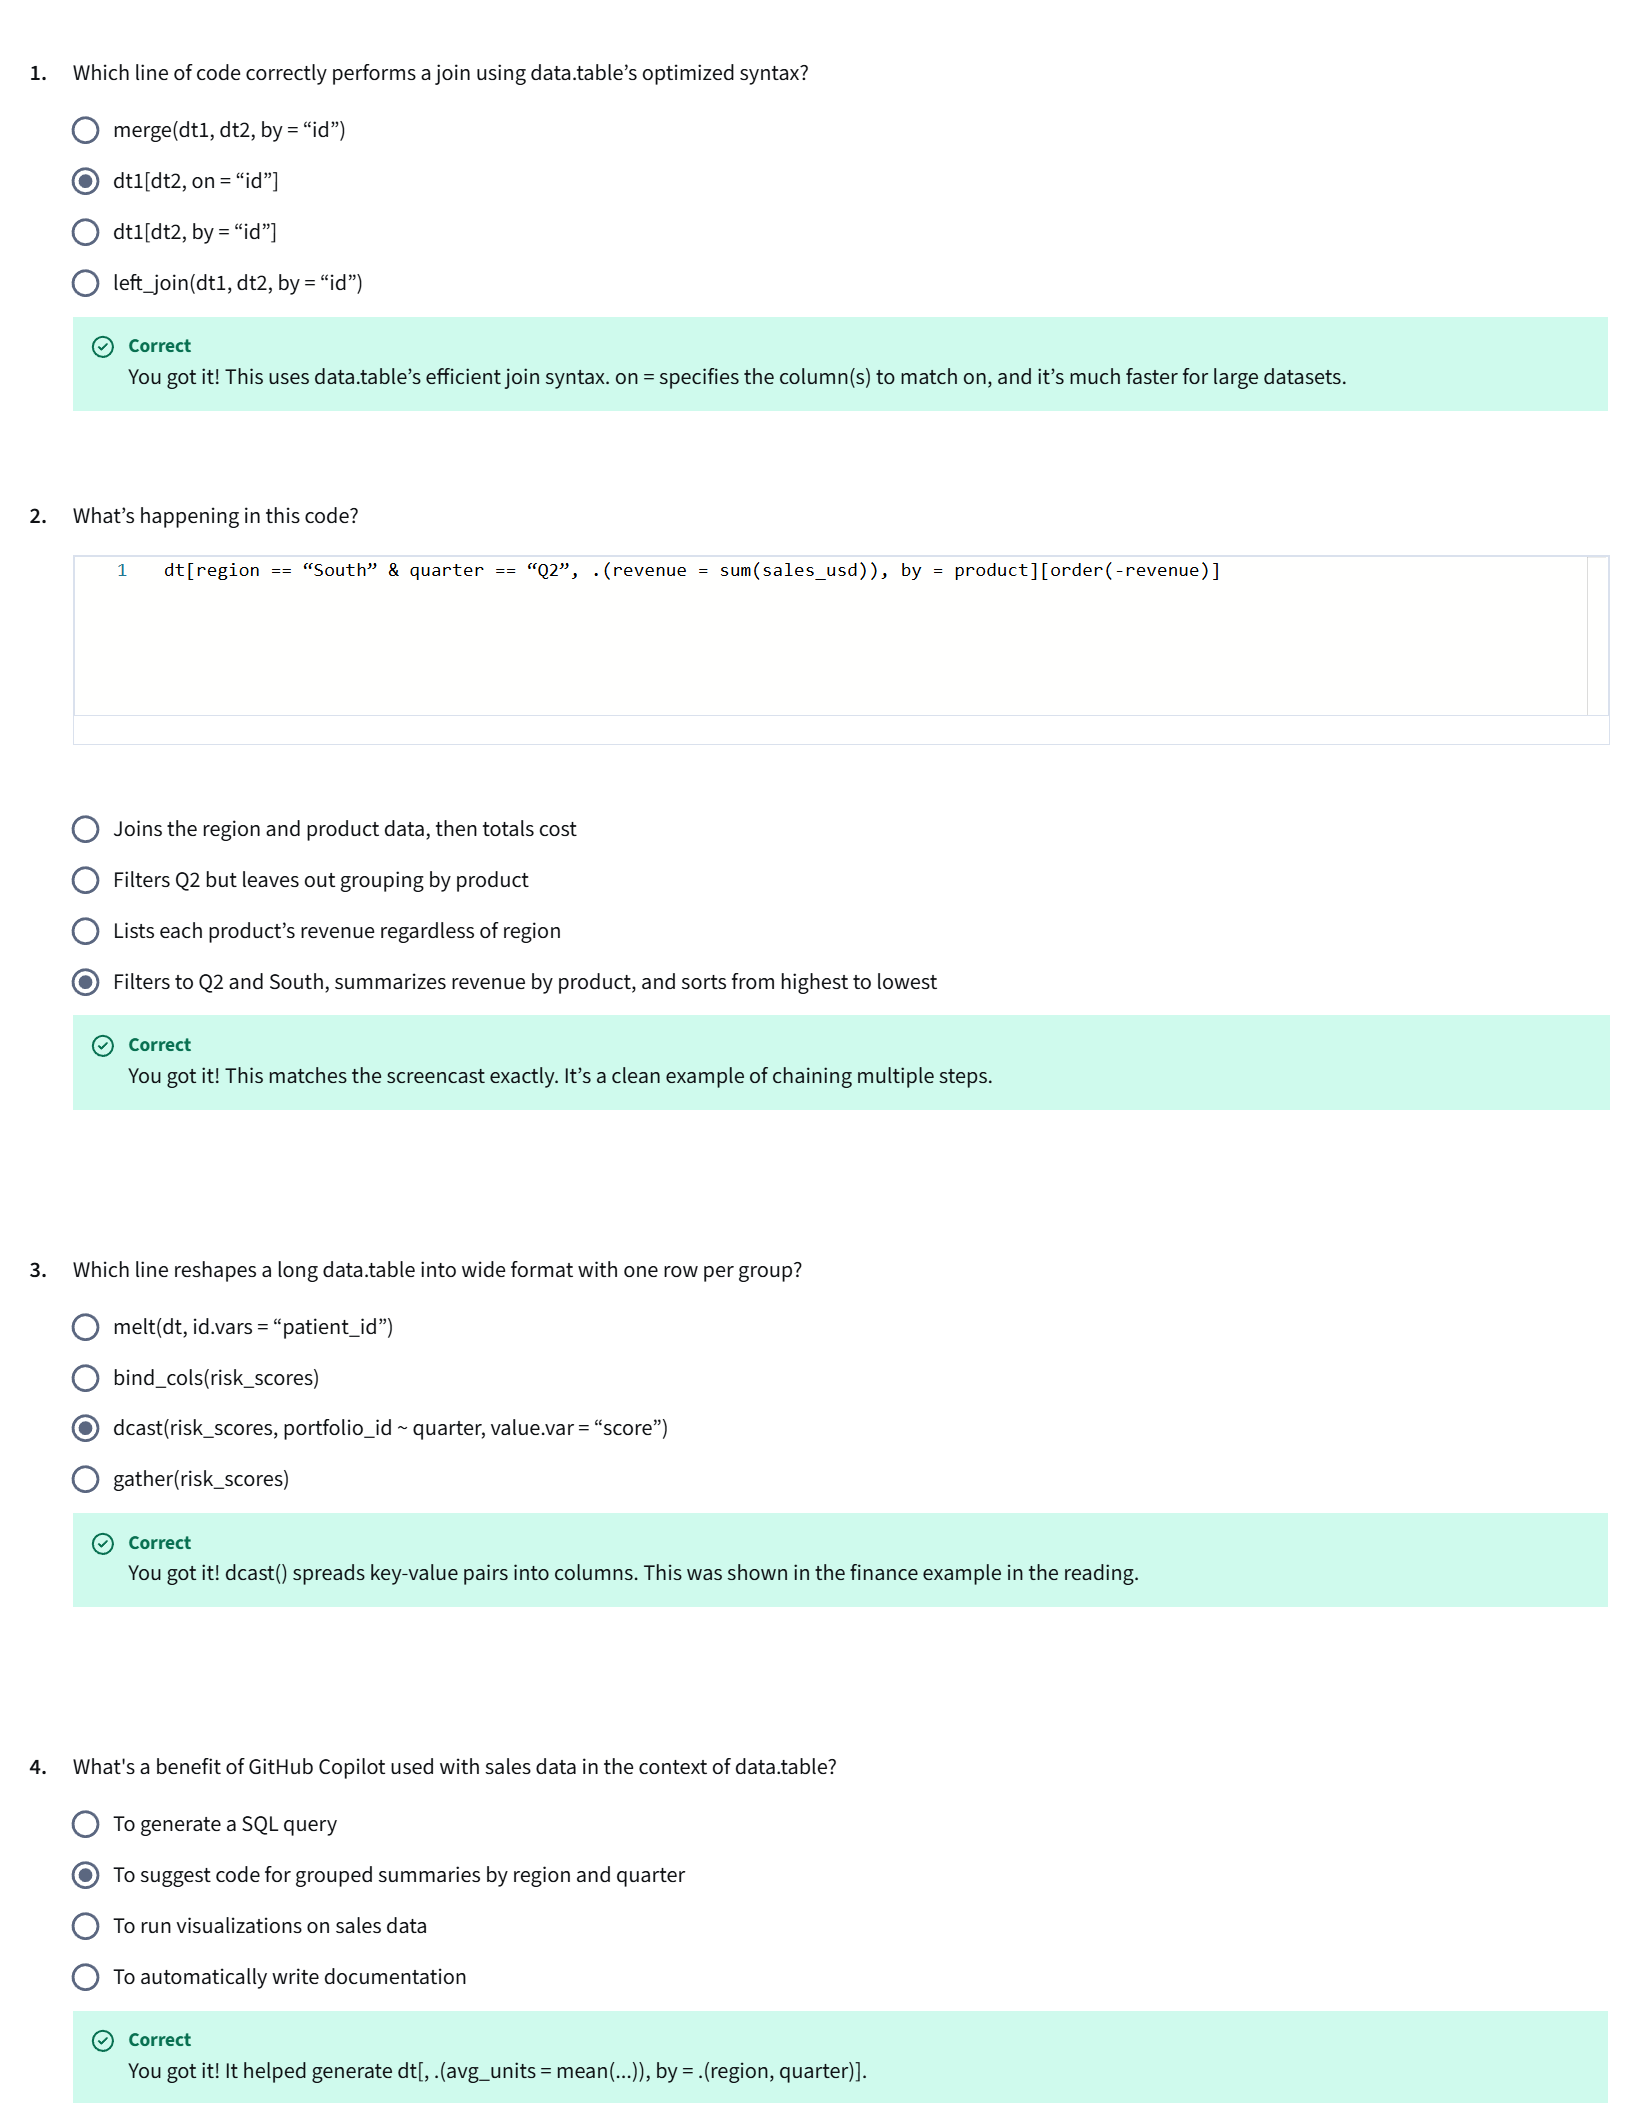 1. Which line of code correctly performs a join using data.table’s optimized syntax?
merge(dt1, dt2, by = “id”)
dt1[dt2, on = “id”]
dt1[dt2, by = “id”]
left_join(dt1, dt2, by = “id”)
Correct
You got it! This uses data.table’s efficient join syntax. on = specifies the column(s) to match on, and it’s much faster for large datasets.
2. What’s happening in this code?
1 dt[region == “South” & quarter == “Q2”, .(revenue = sum(sales_usd)), by = product][order(-revenue)]
Joins the region and product data, then totals cost
Filters Q2 but leaves out grouping by product
Lists each product’s revenue regardless of region
Filters to Q2 and South, summarizes revenue by product, and sorts from highest to lowest
Correct
You got it! This matches the screencast exactly. It’s a clean example of chaining multiple steps.
3. Which line reshapes a long data.table into wide format with one row per group?
melt(dt, id.vars = “patient_id”)
bind_cols(risk_scores)
dcast(risk_scores, portfolio_id ~ quarter, value.var = “score”)
gather(risk_scores)
Correct
You got it! dcast() spreads key-value pairs into columns. This was shown in the finance example in the reading.
4. What's a benefit of GitHub Copilot used with sales data in the context of data.table?
To generate a SQL query
To suggest code for grouped summaries by region and quarter
To run visualizations on sales data
To automatically write documentation
Correct
You got it! It helped generate dt[, .(avg_units = mean(...)), by = .(region, quarter)].